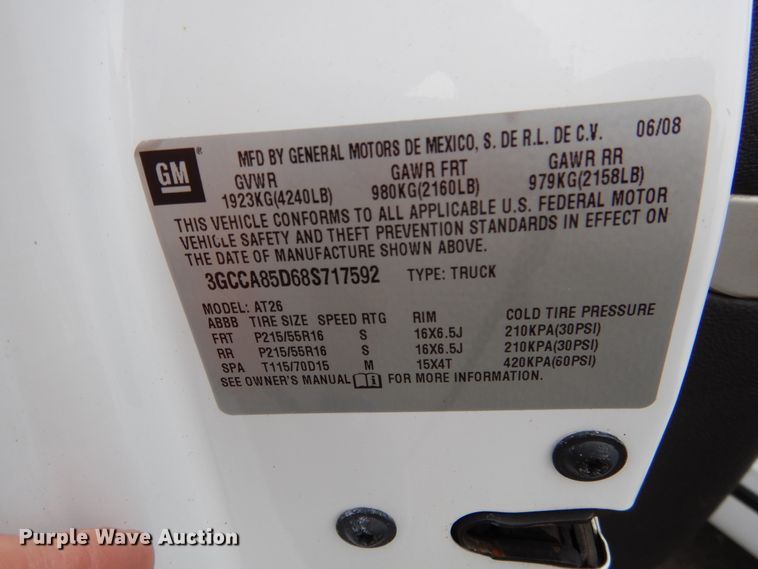 GM ®
MFD BY GENERAL MOTORS DE MEXICO, S. DE R.L. DE C.V. 06/08
GVWR GAWR FRT GAWR RR
1923KG(4240LB) 980KG(2160LB) 979KG(2158LB)
THIS VEHICLE CONFORMS TO ALL APPLICABLE U.S. FEDERAL MOTOR
VEHICLE SAFETY AND THEFT PREVENTION STANDARDS IN EFFECT ON
THE DATE OF MANUFACTURE SHOWN ABOVE.
3GCCA85D68S717592 TYPE: TRUCK
MODEL: AT26
ABBB TIRE SIZE SPEED RTG RIM COLD TIRE PRESSURE
FRT P215/55R16 S 16X6.5J 210KPA(30PSI)
RR P215/55R16 S 16X6.5J 210KPA(30PSI)
SPA T115/70D15 M 15X4T 420KPA(60PSI)
SEE OWNER'S MANUAL FOR MORE INFORMATION.
Purple Wave Auction